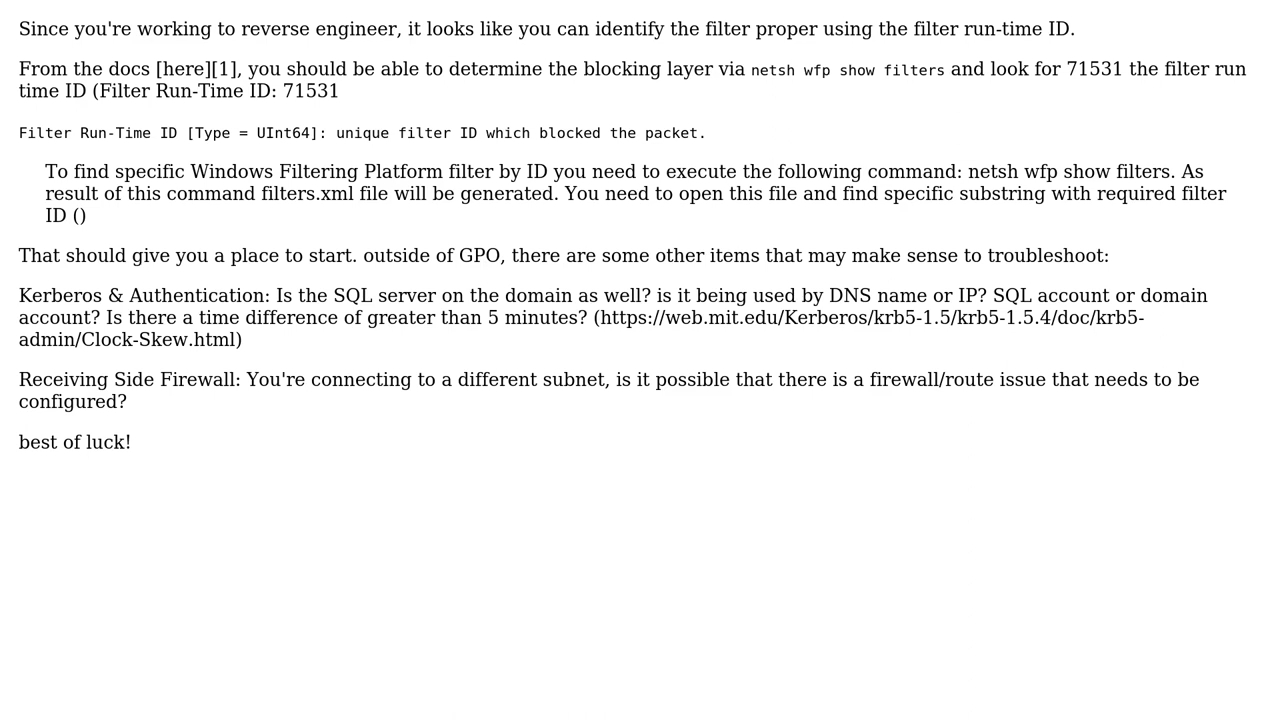 Since you're working to reverse engineer, it looks like you can identify the filter proper using the filter run-time ID.
From the docs [here][1], you should be able to determine the blocking layer via netsh wfp show filters and look for 71531 the filter run
time ID (Filter Run-Time ID: 71531
Filter Run-Time ID [Type = UInt64]: unique filter ID which blocked the packet.
To find specific Windows Filtering Platform filter by ID you need to execute the following command: netsh wfp show filters. As
result of this command filters.xml file will be generated. You need to open this file and find specific substring with required filter
ID ()
That should give you a place to start. outside of GPO, there are some other items that may make sense to troubleshoot:
Kerberos & Authentication: Is the SQL server on the domain as well? is it being used by DNS name or IP? SQL account or domain
account? Is there a time difference of greater than 5 minutes? (https://web.mit.edu/Kerberos/krb5-1.5/krb5-1.5.4/doc/krb5-
admin/Clock-Skew.html)
Receiving Side Firewall: You're connecting to a different subnet, is it possible that there is a firewall/route issue that needs to be
configured?
best of luck!